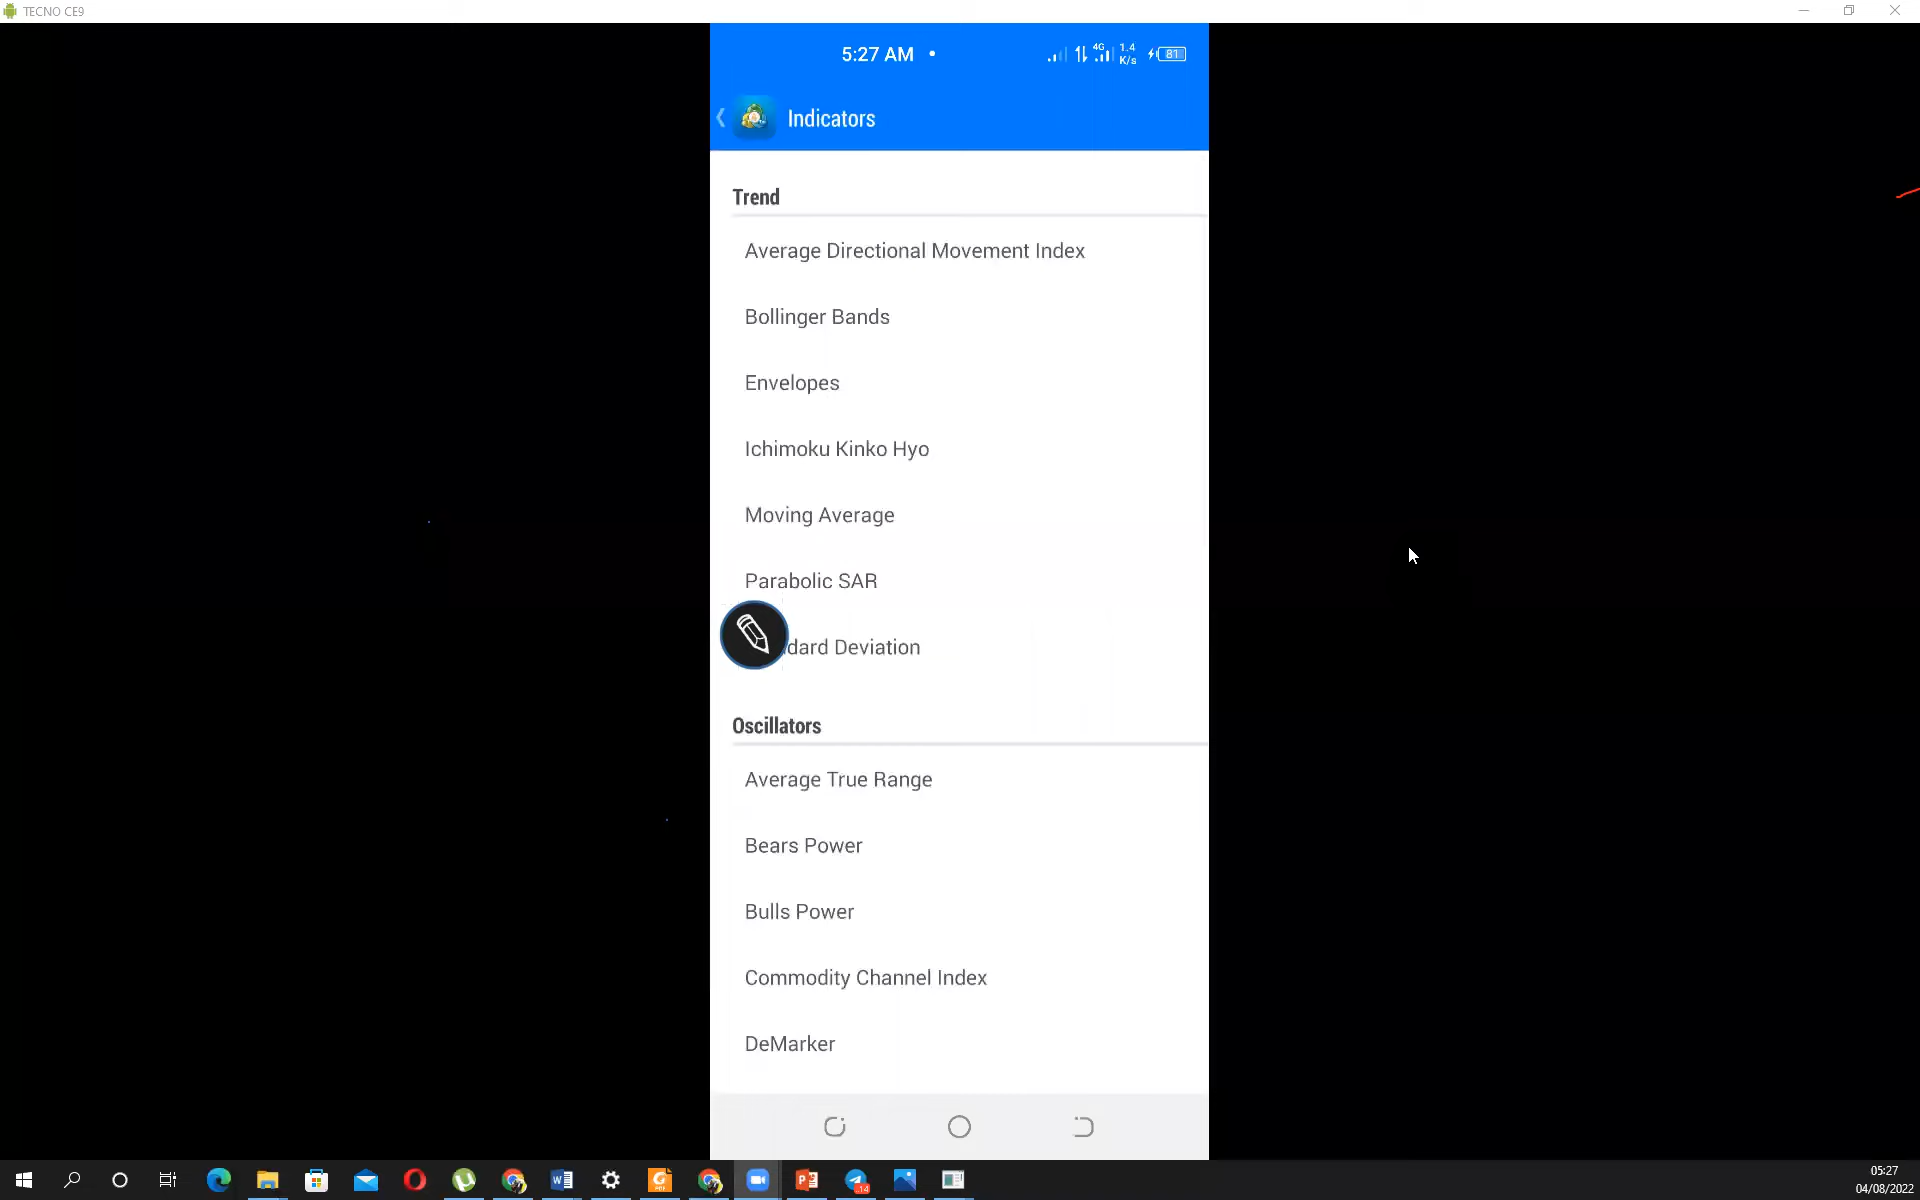 TECNO CE9
5:27 AM
4G
1.4
K/s
81
Indicators
Trend
Average Directional Movement Index
Bollinger Bands
Envelopes
Ichimoku Kinko Hyo
Moving Average
Parabolic SAR
dard Deviation
Oscillators
Average True Range
Bears Power
Bulls Power
Commodity Channel Index
DeMarker
14
05:27
04/08/2022